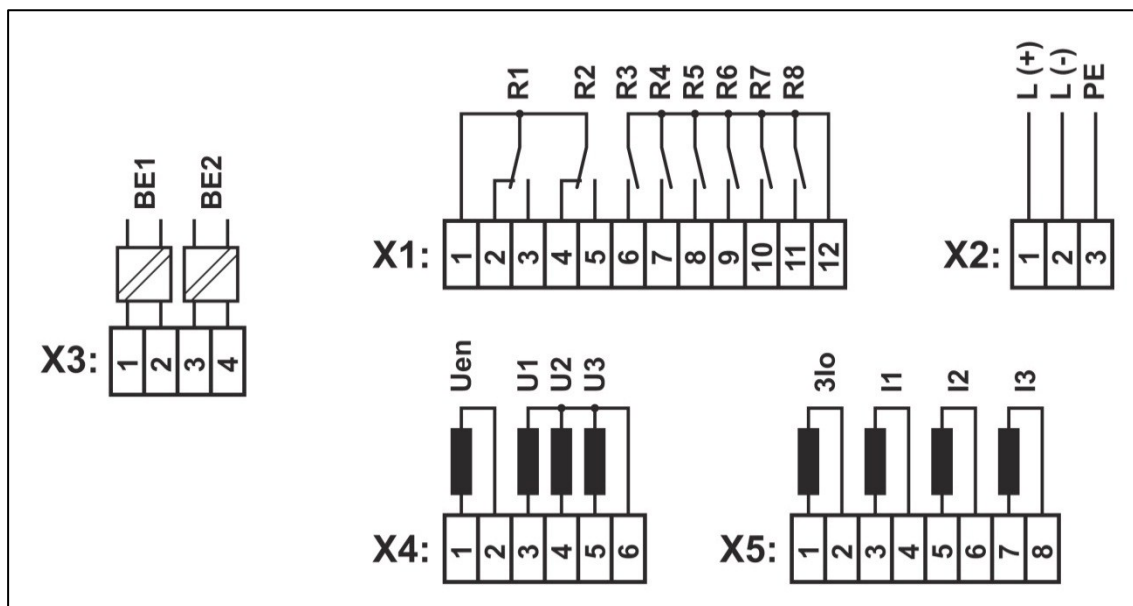 R1 R2 R3 R4 R5 R6 R7 R8
L (+) L (-) PE
BE1 BE2
X1: 1 2 3 4 5 6 7 8 9 10 11 12
X2: 1 2 3
X3: 1 2 3 4
Uen U1 U2 U3
3Io I1 I2 I3
X4: 1 2 3 4 5 6
X5: 1 2 3 4 5 6 7 8